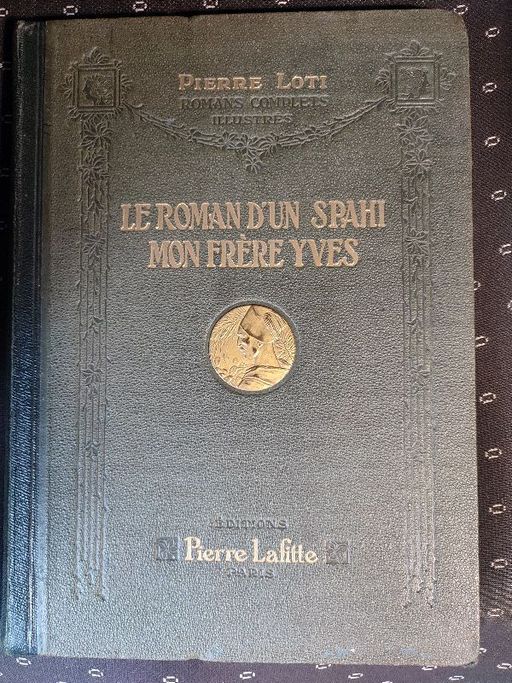 PIERRE LOTI
ROMANS COMPLETS
ILLUSTRÉS
LE ROMAN D'UN SPAHI
MON FRÈRE YVES
ÉDITIONS
Pierre Lafitte
PARIS